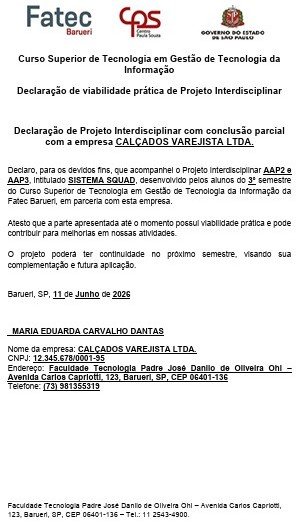 Fatec
Barueri
CPS
Centro
Paula Souza
GOVERNO DO ESTADO
DE SÃO PAULO
Curso Superior de Tecnologia em Gestão de Tecnologia da
Informação
Declaração de viabilidade prática de Projeto Interdisciplinar
Declaração de Projeto Interdisciplinar com conclusão parcial
com a empresa CALÇADOS VAREJISTA LTDA.
Declaro, para os devidos fins, que acompanhei o Projeto Interdisciplinar AAP2 e
AAP3, intitulado SISTEMA SQUAD, desenvolvido pelos alunos do 3º semestre
do Curso Superior de Tecnologia em Gestão de Tecnologia da Informação da
Fatec Barueri, em parceria com esta empresa.
Atesto que a parte apresentada até o momento possui viabilidade prática e pode
contribuir para melhorias em nossas atividades.
O projeto poderá ter continuidade no próximo semestre, visando sua
complementação e futura aplicação.
Barueri, SP, 11 de Junho de 2026
MARIA EDUARDA CARVALHO DANTAS
Nome da empresa: CALÇADOS VAREJISTA LTDA.
CNPJ: 12.345.678/0001-95
Endereço: Faculdade Tecnologia Padre José Danilo de Oliveira Ohl –
Avenida Carlos Capriotti, 123, Barueri, SP, CEP 06401-136
Telefone: (73) 981355319
Faculdade Tecnologia Padre José Danilo de Oliveira Ohl – Avenida Carlos Capriotti,
123, Barueri, SP, CEP 06401-136 – Tel.: 11 2543-4900.